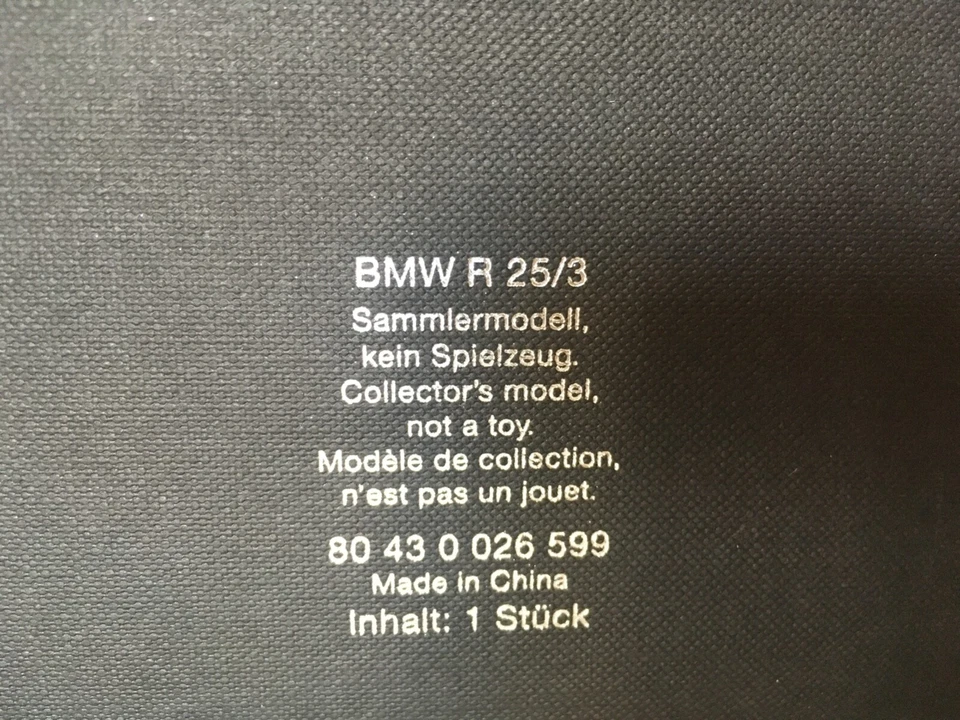 BMW R 25/3
Sammlermodell,
kein Spielzeug.
Collector's model,
not a toy.
Modèle de collection,
n'est pas un jouet.
80 43 0 026 599
Made in China
Inhalt: 1 Stück